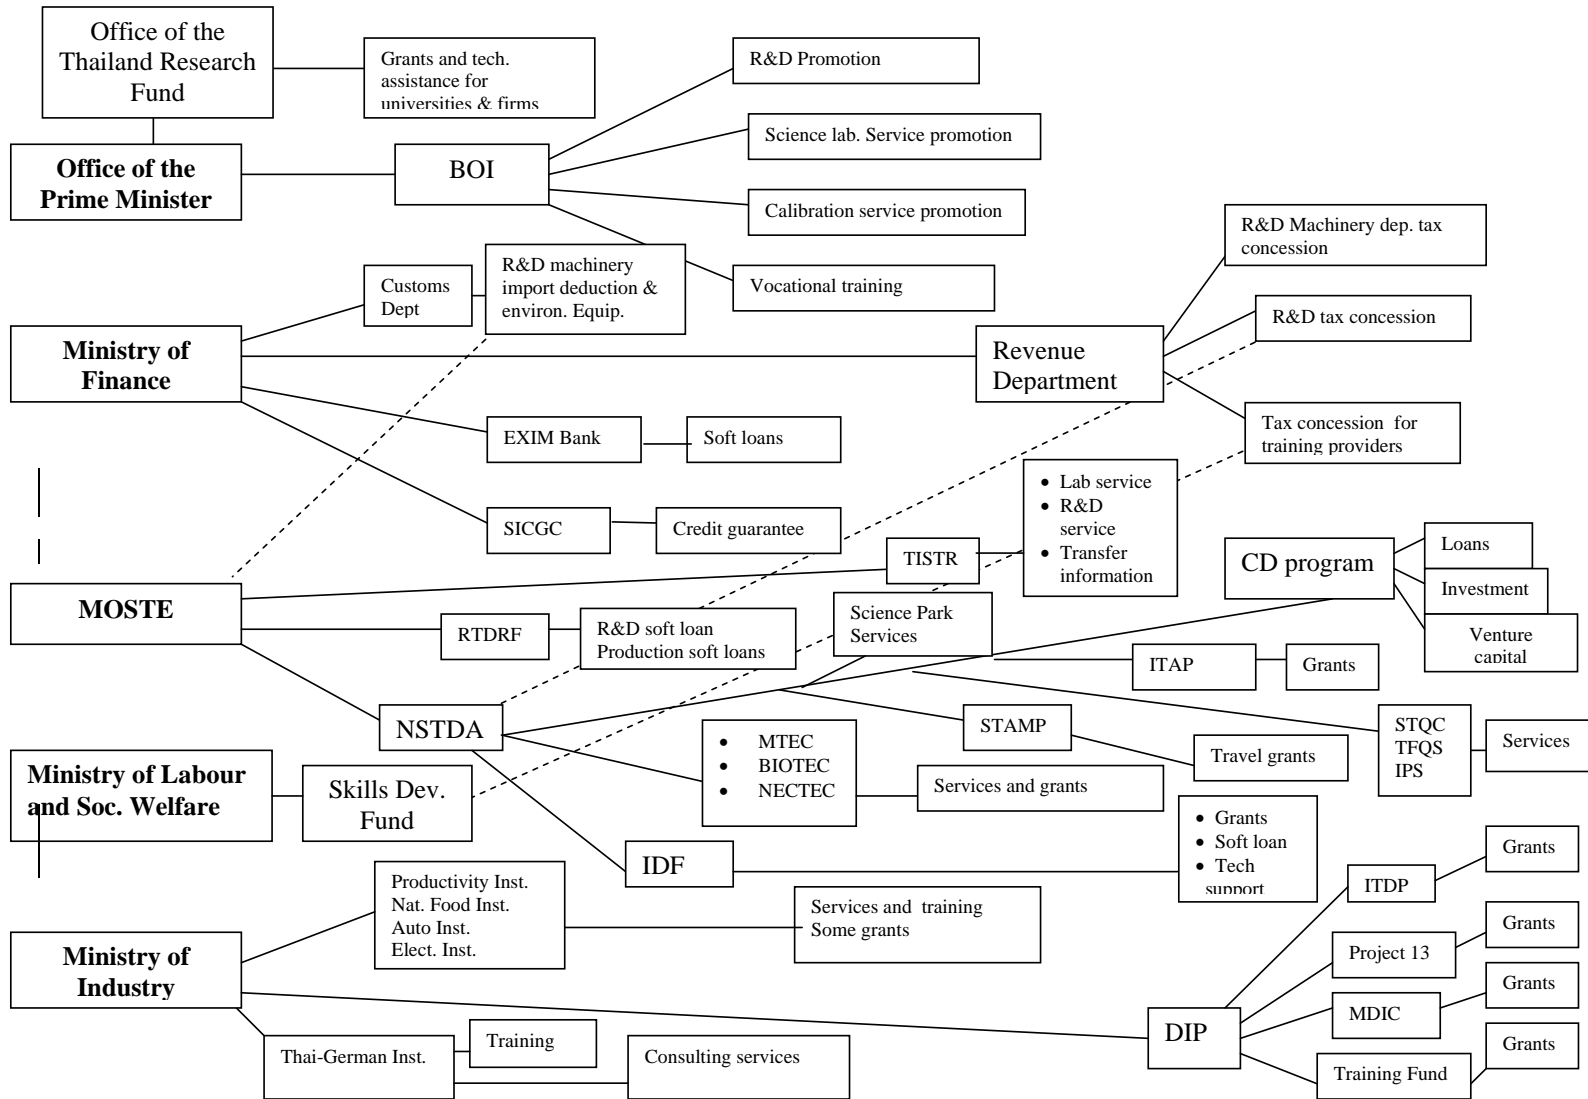 Office of the
Thailand Research
Fund
Grants and tech.
assistance for
universities & firms
R&D Promotion
Science lab. Service promotion
Office of the
Prime Minister
BOI
Calibration service promotion
R&D Machinery dep. tax
concession
Customs
Dept
R&D machinery
import deduction &
environ. Equip.
Vocational training
R&D tax concession
Ministry of
Finance
Revenue
Department
EXIM Bank
Soft loans
Tax concession for
training providers
SICGC
Credit guarantee
• Lab service
• R&D
service
• Transfer
information
TISTR
CD program
Loans
Investment
Venture
capital
MOSTE
RTDRF
R&D soft loan
Production soft loans
Science Park
Services
ITAP
Grants
NSTDA
• MTEC
• BIOTEC
• NECTEC
STAMP
Travel grants
STQC
TFQS
IPS
Services
Services and grants
Ministry of Labour
and Soc. Welfare
Skills Dev.
Fund
IDF
• Grants
• Soft loan
• Tech
support
Productivity Inst.
Nat. Food Inst.
Auto Inst.
Elect. Inst.
Services and training
Some grants
ITDP
Grants
Ministry of
Industry
Project 13
Grants
DIP
MDIC
Grants
Thai-German Inst.
Training
Consulting services
Training Fund
Grants